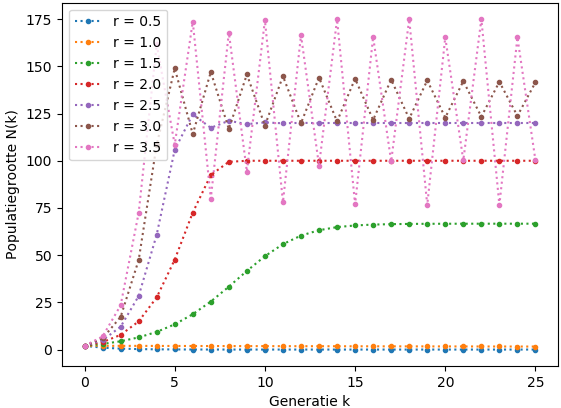 175
150
125
100
75
50
25
0
Populatiegrootte N(k)
r = 0.5
r = 1.0
r = 1.5
r = 2.0
r = 2.5
r = 3.0
r = 3.5
0 5 10 15 20 25
Generatie k